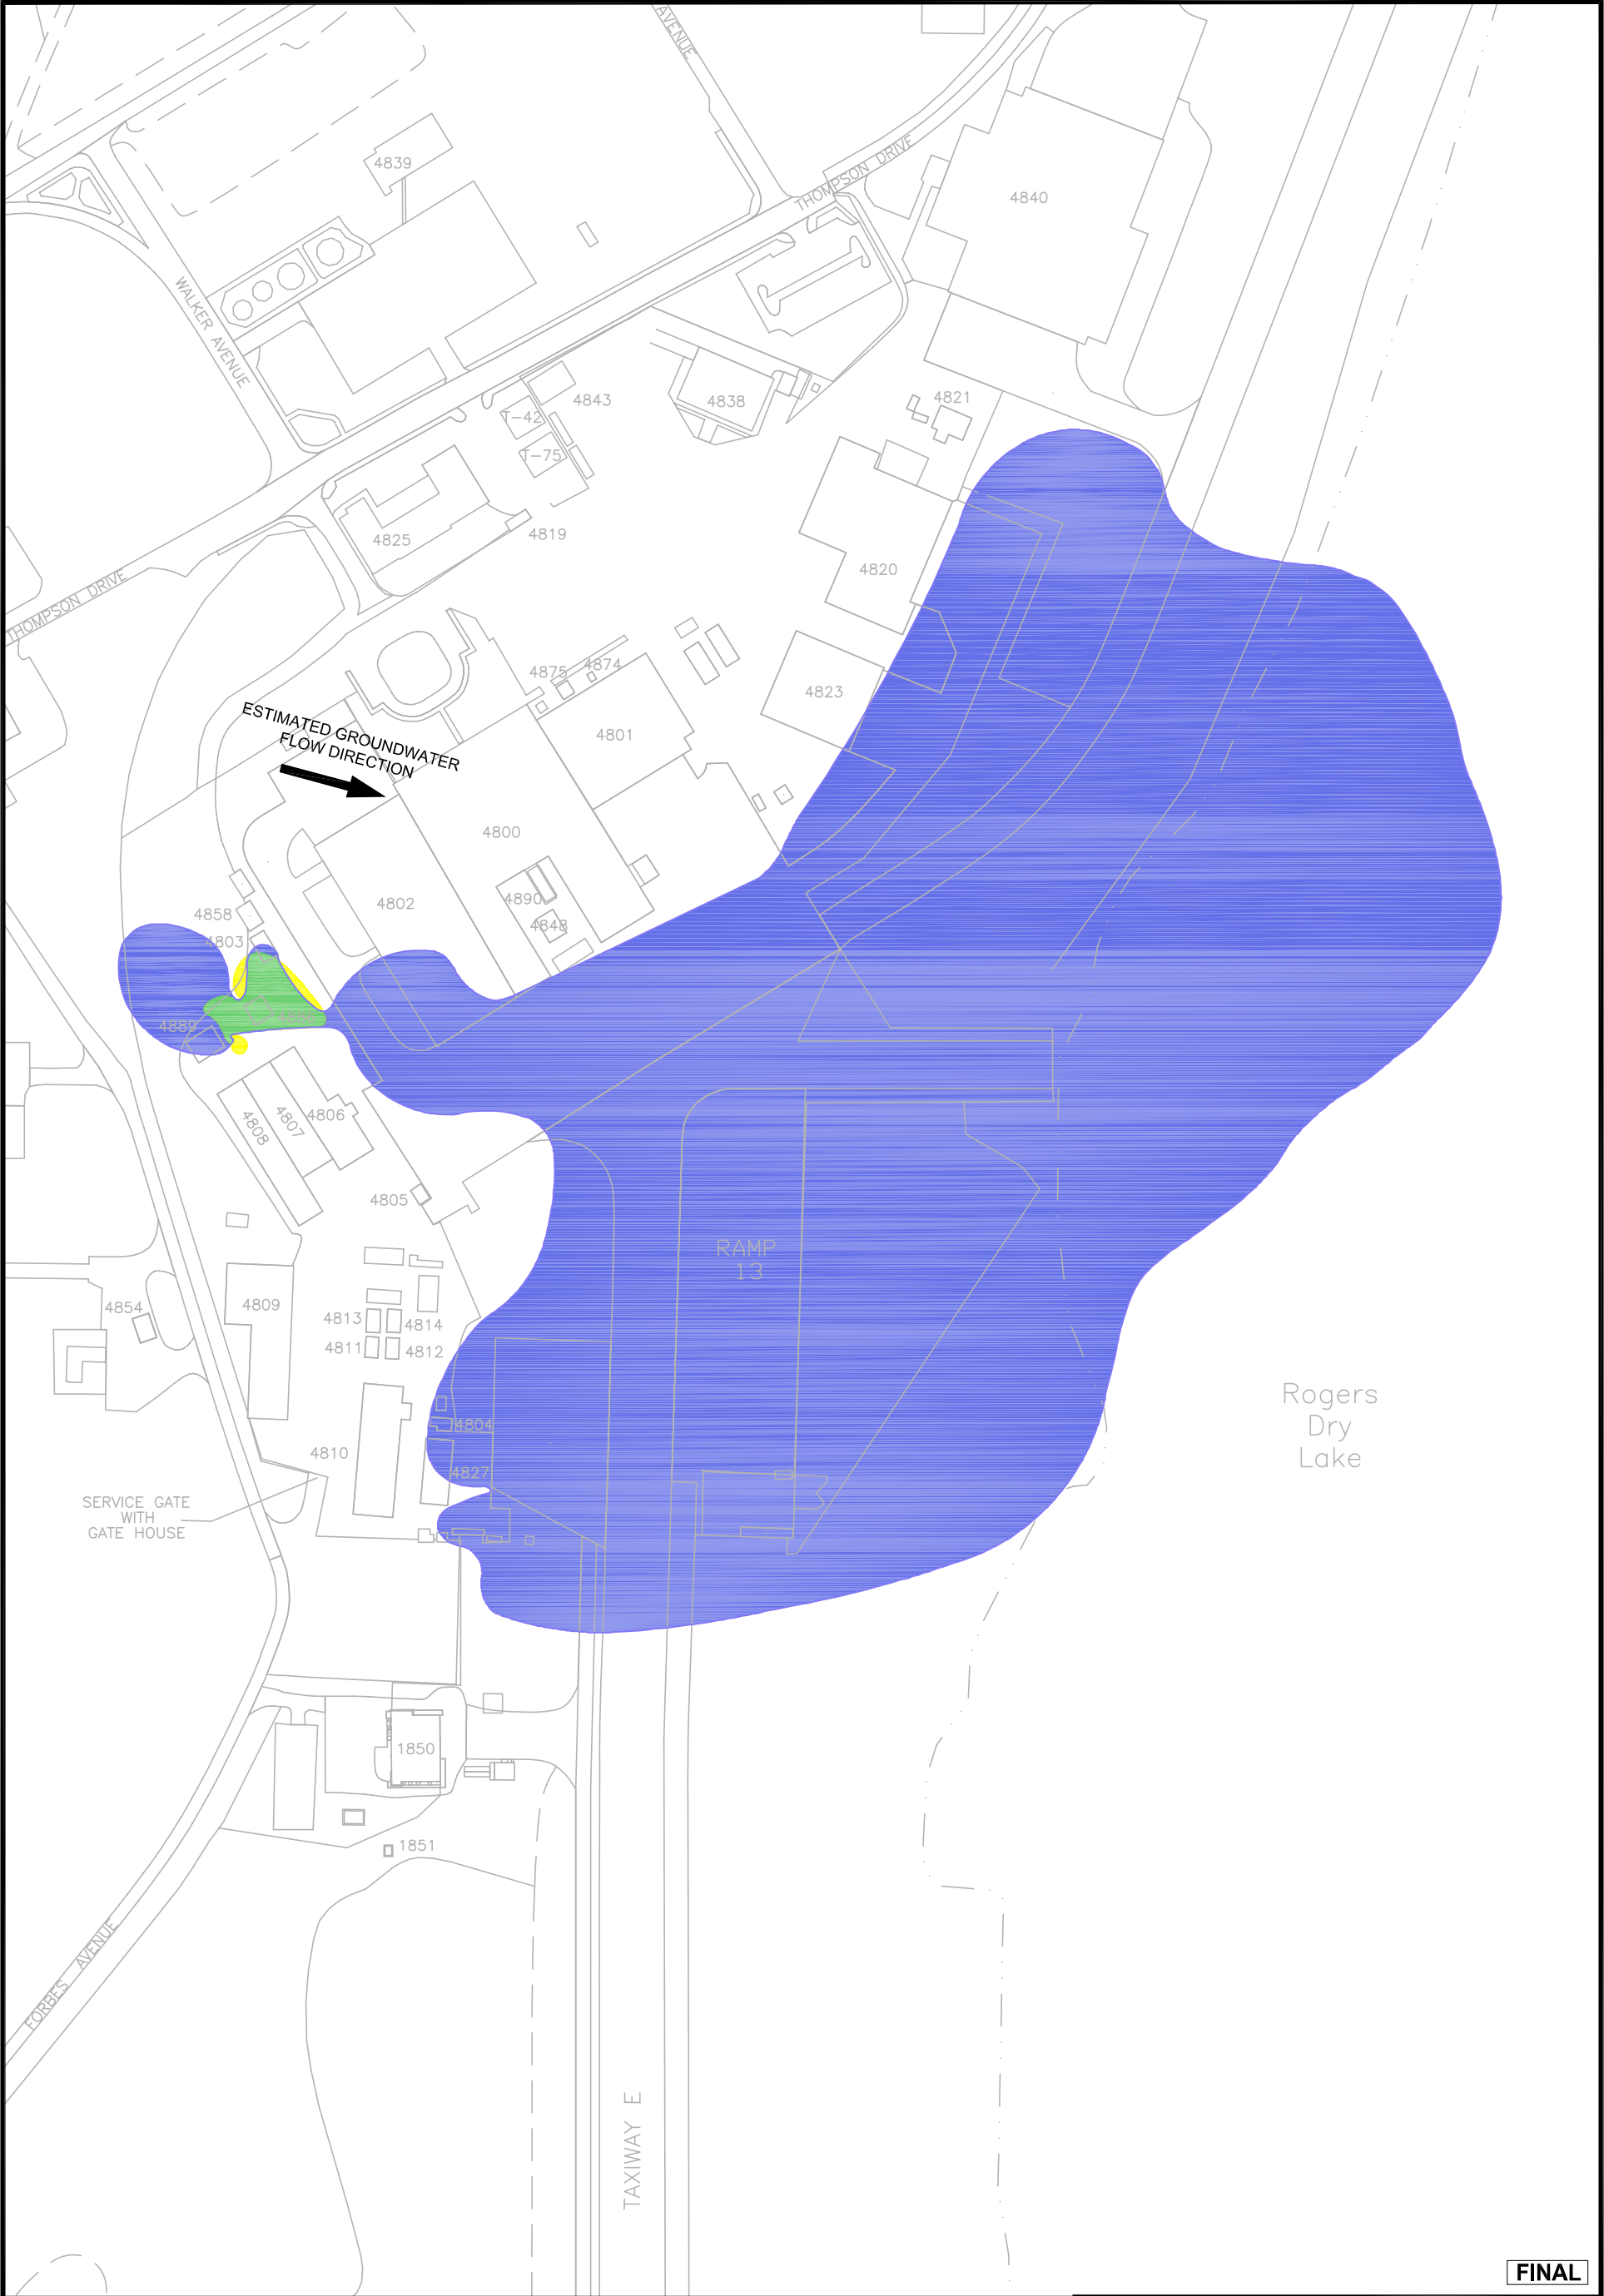 AVENUE
THOMPSON DRIVE
4839
4840
WALKER AVENUE
4843
4838
4821
T-42
T-75
4825
4819
4820
THOMPSON DRIVE
4875
4874
4823
4801
ESTIMATED GROUNDWATER
FLOW DIRECTION
4800
4802
4890
4848
4858
4803
4889
4808
4807
4806
4805
RAMP
13
4854
4809
4813
4814
4811
4812
Rogers
Dry
Lake
4804
4810
4827
SERVICE GATE
WITH
GATE HOUSE
1850
1851
FORBES AVENUE
TAXIWAY E
FINAL